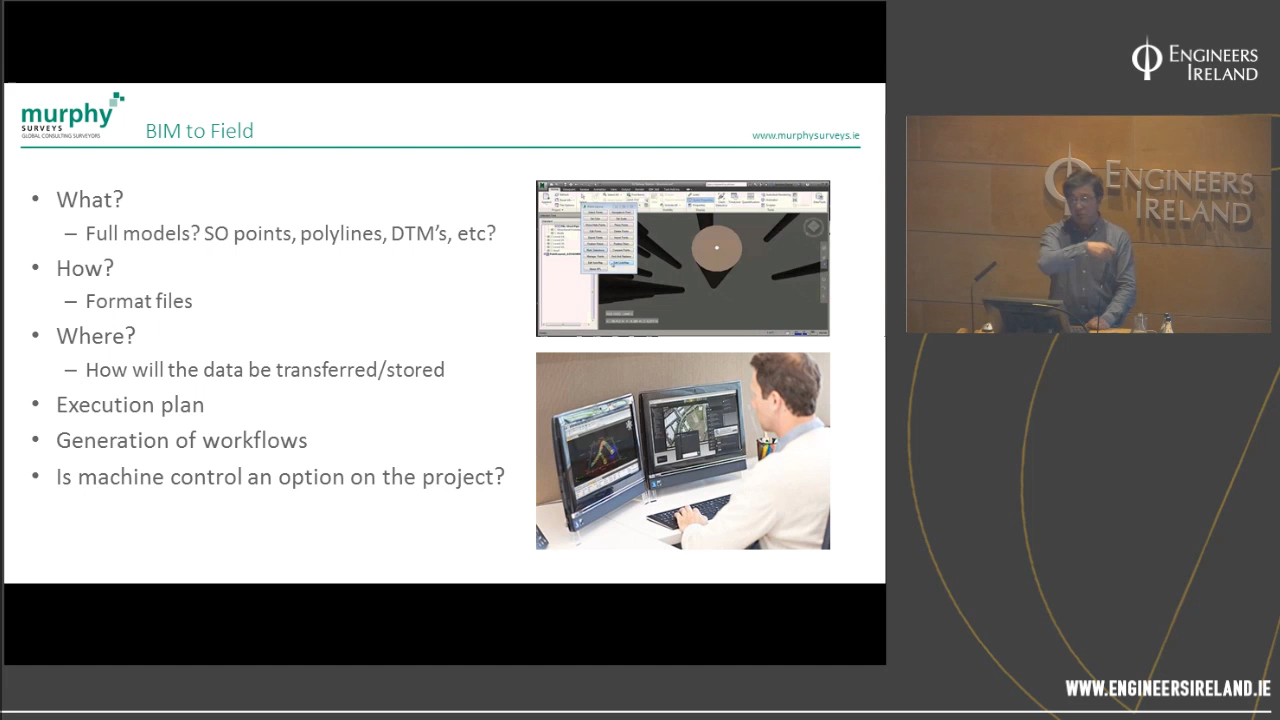 murphy
SURVEYS
GLOBAL CONSULTING SURVEYORS
BIM to Field
www.murphysurveys.ie
• What?
– Full models? SO points, polylines, DTM's, etc?
• How?
– Format files
• Where?
– How will the data be transferred/stored
• Execution plan
• Generation of workflows
• Is machine control an option on the project?
ENGINEERS
IRELAND
ENGINEERS
IRELAND
WWW.ENGINEERSIRELAND.IE